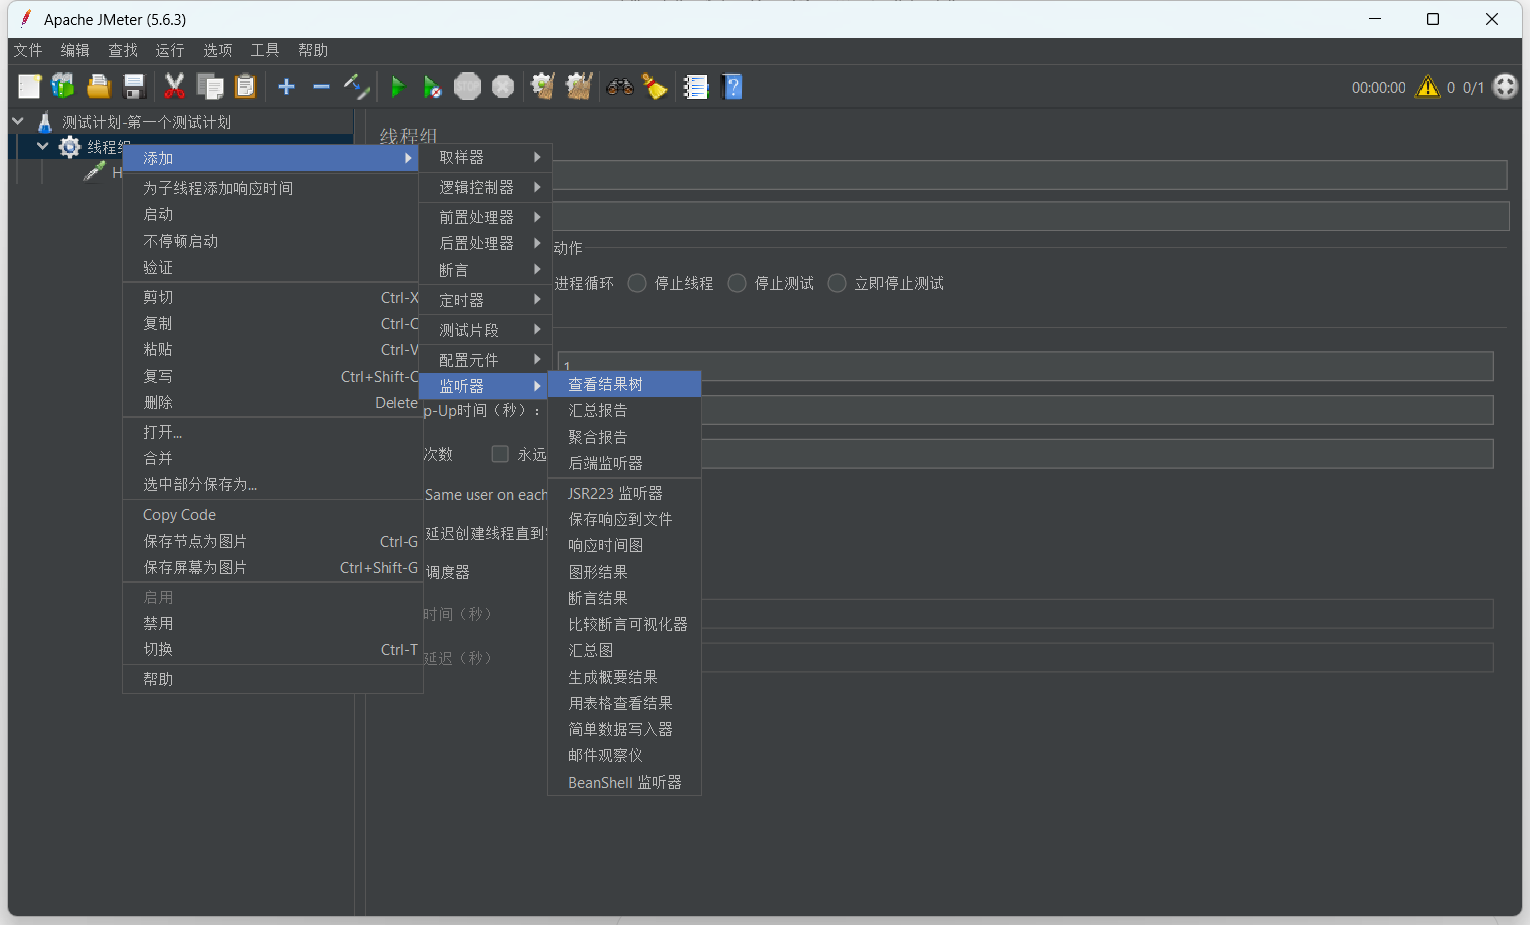 Apache JMeter (5.6.3)
文件 编辑 查找 运行 选项 工具 帮助
STOP
00:00:00 0 0/1
测试计划-第一个测试计划
线程组
H
线程组
添加
为子线程添加响应时间
启动
不停顿启动
验证
剪切 Ctrl-X
复制 Ctrl-C
粘贴 Ctrl-V
复写 Ctrl+Shift-C
删除 Delete
打开...
合并
选中部分保存为...
Copy Code
保存节点为图片 Ctrl-G
保存屏幕为图片 Ctrl+Shift-G
启用
禁用
切换 Ctrl-T
帮助
取样器
逻辑控制器
前置处理器
后置处理器
断言
定时器
测试片段
配置元件
监听器
查看结果树
汇总报告
聚合报告
后端监听器
JSR223 监听器
保存响应到文件
响应时间图
图形结果
断言结果
比较断言可视化器
汇总图
生成概要结果
用表格查看结果
简单数据写入器
邮件观察仪
BeanShell 监听器
动作
进程循环 停止线程 停止测试 立即停止测试
1
p-Up时间（秒）：
次数 永远
Same user on each
延迟创建线程直到
调度器
时间（秒）
延迟（秒）